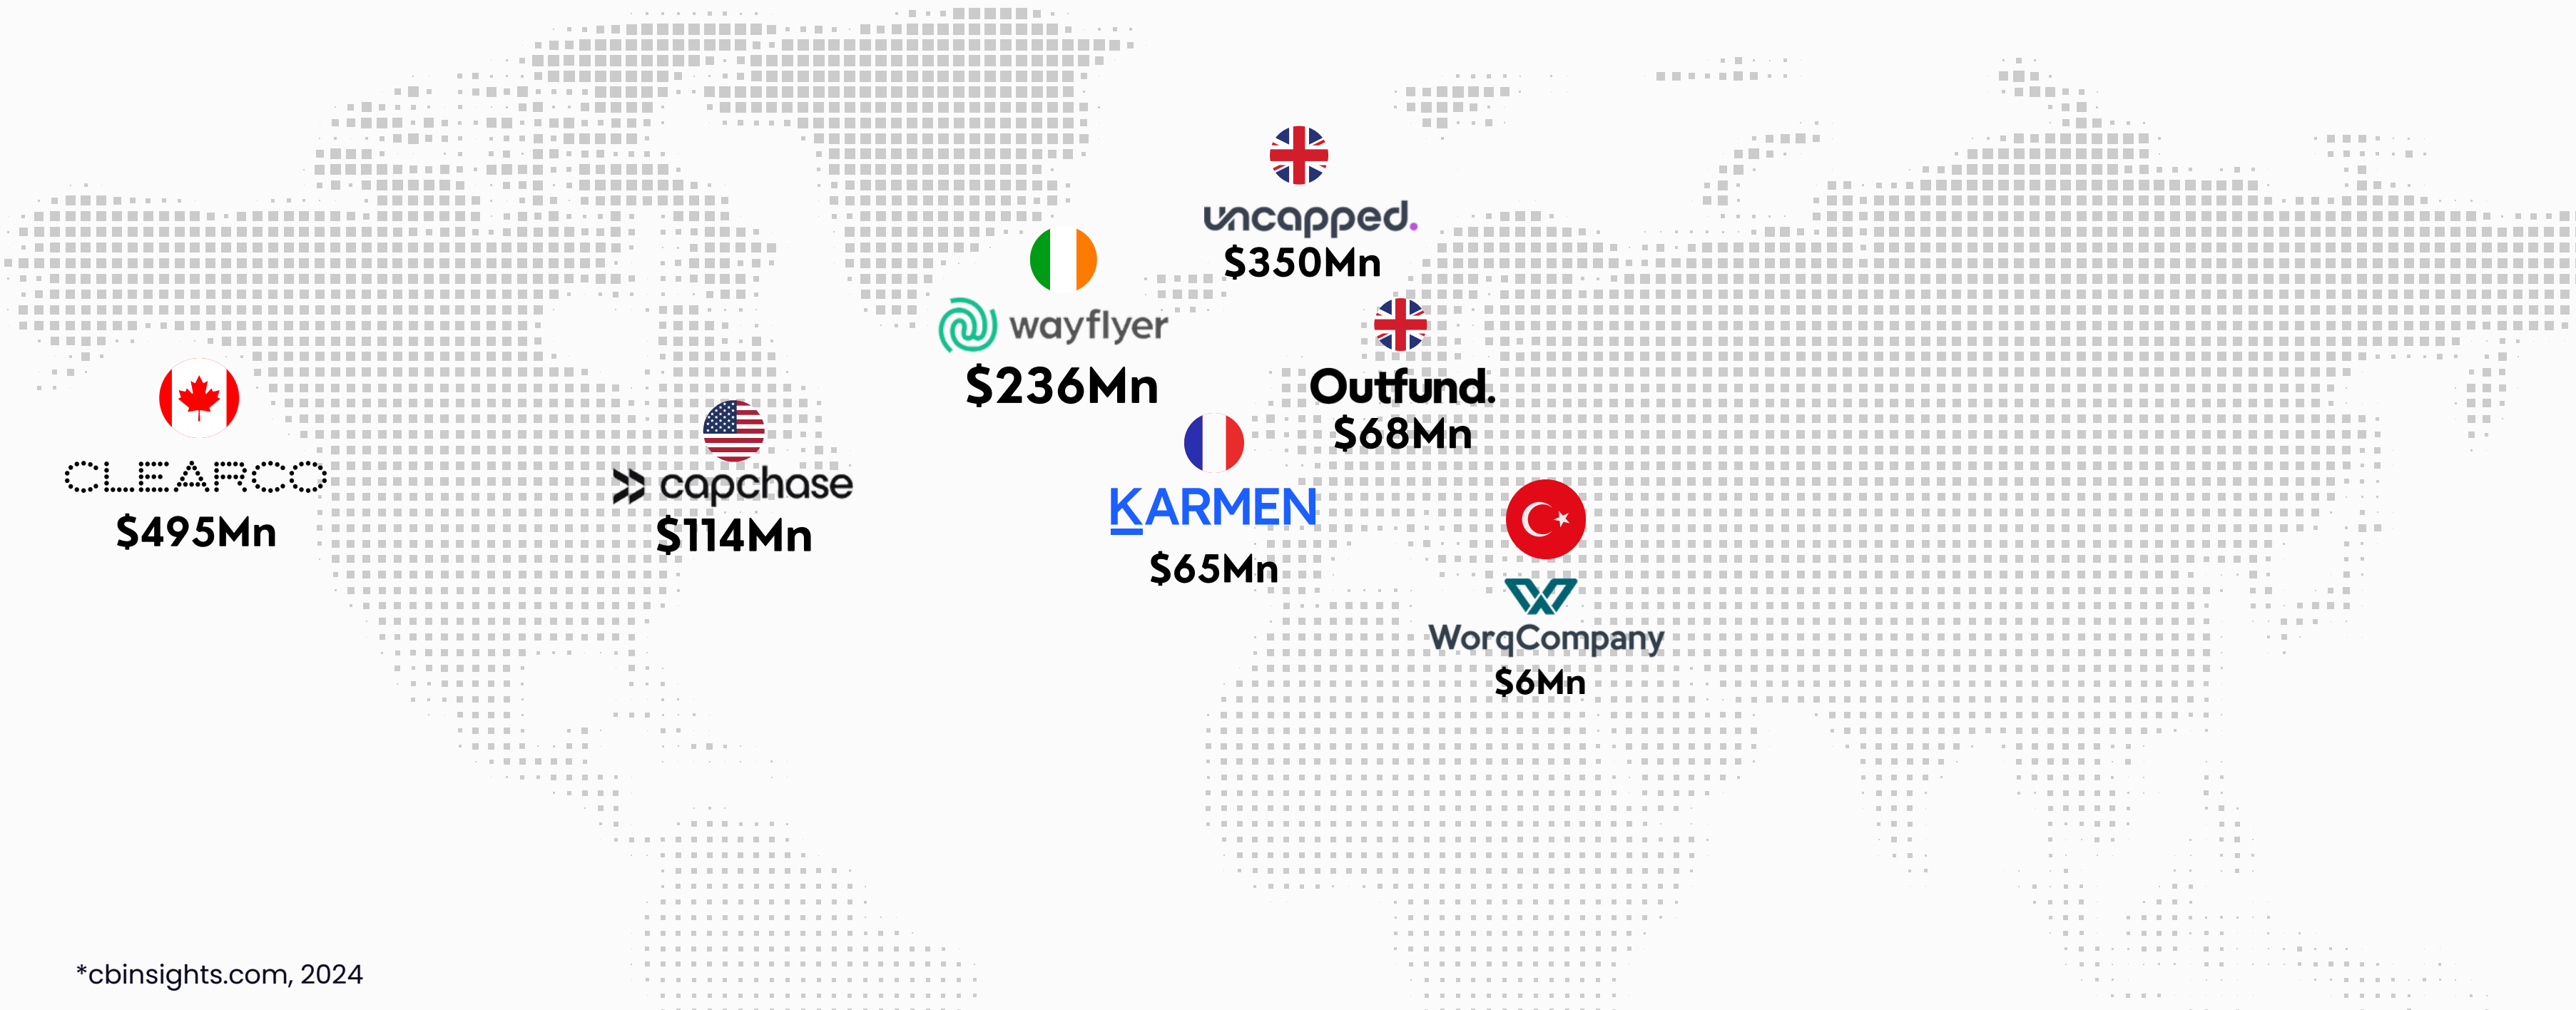 uncapped.
$350Mn
wayflyer
$236Mn
Outfund.
$68Mn
CLEARCO
$495Mn
capchase
$114Mn
KARMEN
$65Mn
WorqCompany
$6Mn
*cbinsights.com, 2024